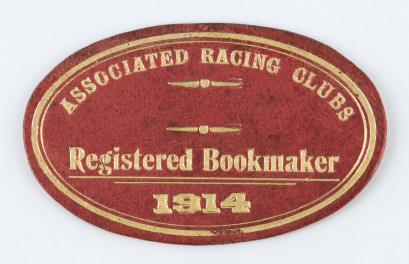 ASSOCIATED RACING CLUBS
Registered Bookmaker
1914